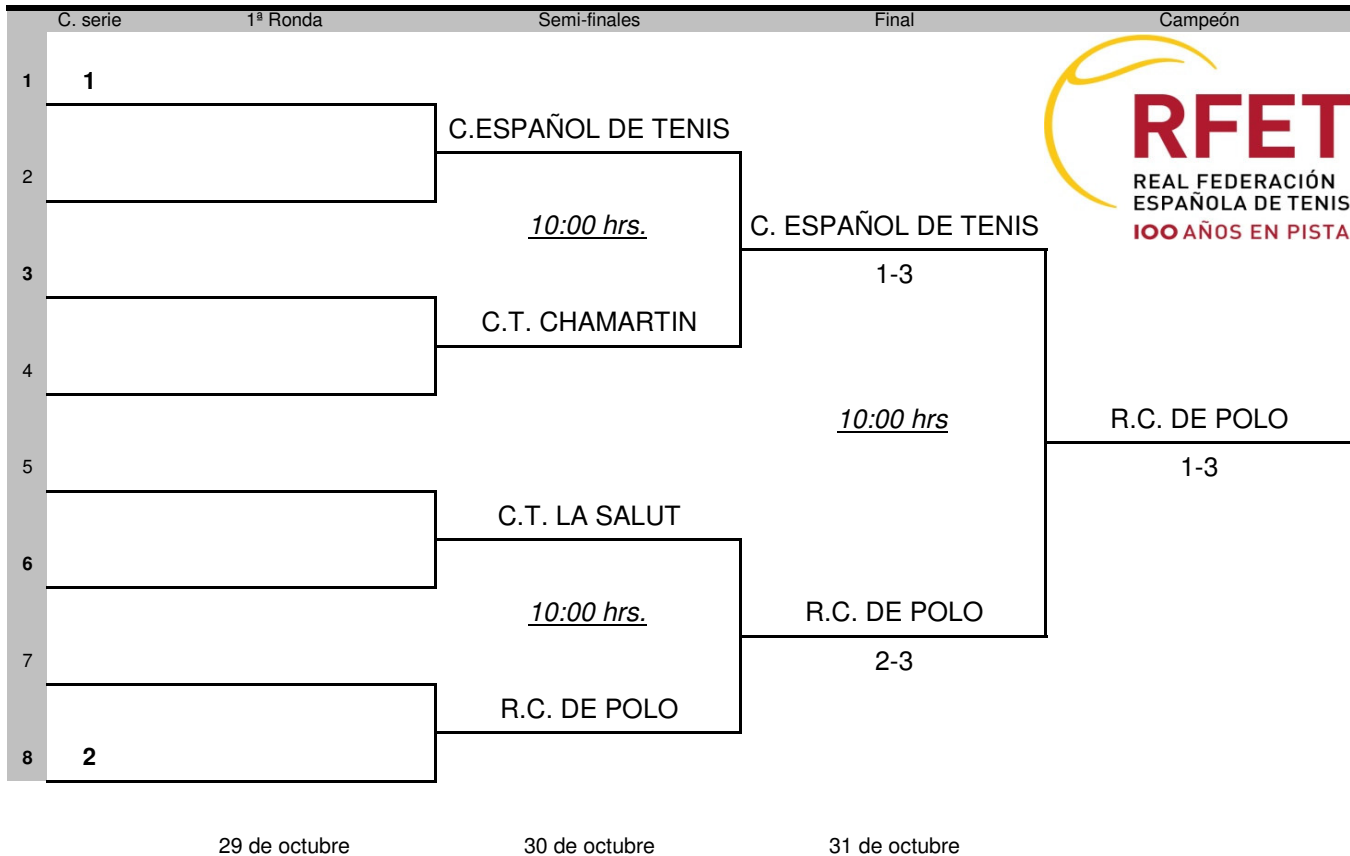 C. serie 1ª Ronda Semi-finales Final Campeón
1 1
RFET
C.ESPAÑOL DE TENIS
2
REAL FEDERACIÓN
ESPAÑOLA DE TENIS
10:00 hrs. C. ESPAÑOL DE TENIS
100 AÑOS EN PISTA
3 1-3
C.T. CHAMARTIN
4
10:00 hrs R.C. DE POLO
5 1-3
C.T. LA SALUT
6
10:00 hrs. R.C. DE POLO
7 2-3
R.C. DE POLO
8 2
29 de octubre 30 de octubre 31 de octubre